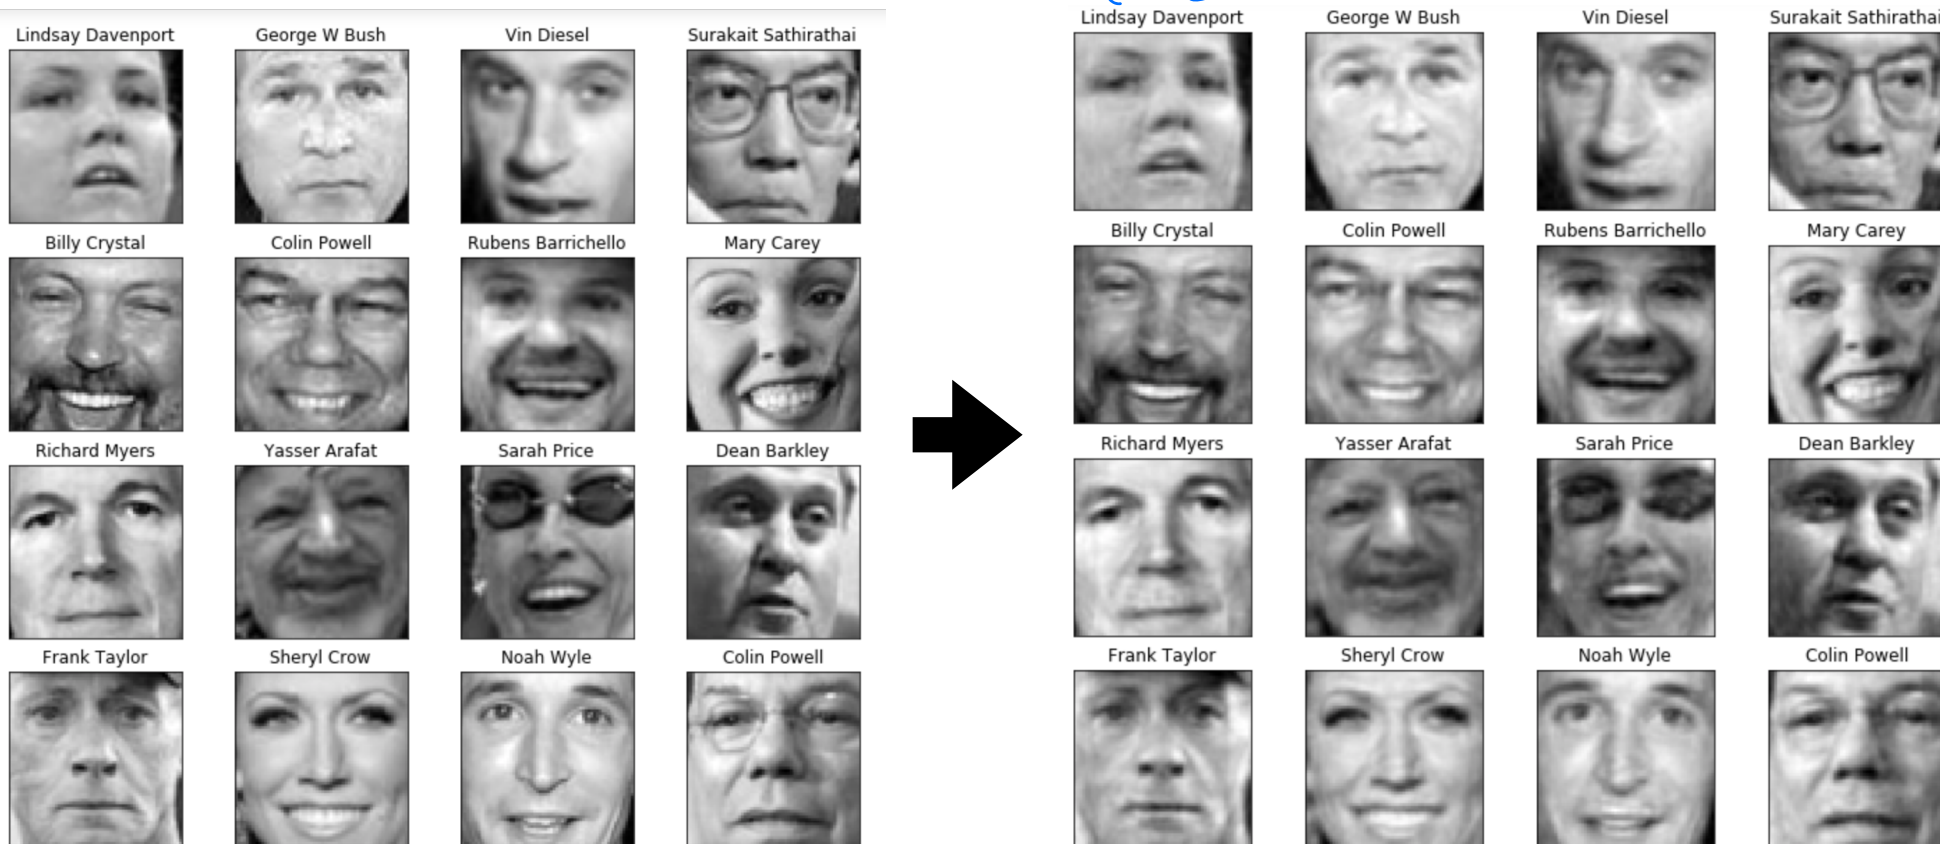 Lindsay Davenport George W Bush Vin Diesel Surakait Sathirathai
Billy Crystal Colin Powell Rubens Barrichello Mary Carey
Richard Myers Yasser Arafat Sarah Price Dean Barkley
Frank Taylor Sheryl Crow Noah Wyle Colin Powell
Lindsay Davenport George W Bush Vin Diesel Surakait Sathirathai
Billy Crystal Colin Powell Rubens Barrichello Mary Carey
Richard Myers Yasser Arafat Sarah Price Dean Barkley
Frank Taylor Sheryl Crow Noah Wyle Colin Powell